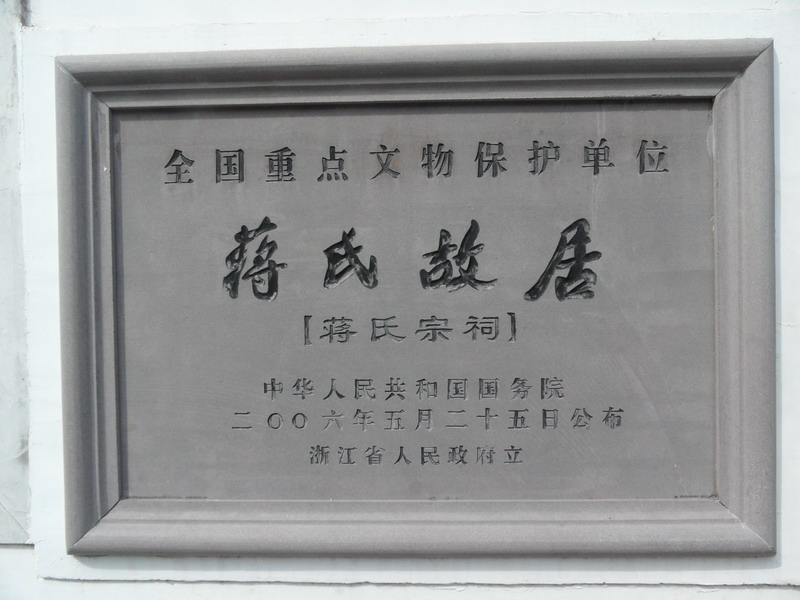 全国重点文物保护单位
蒋氏故居
[蒋氏宗祠]
中华人民共和国国务院
二〇〇六年五月二十五日公布
浙江省人民政府立